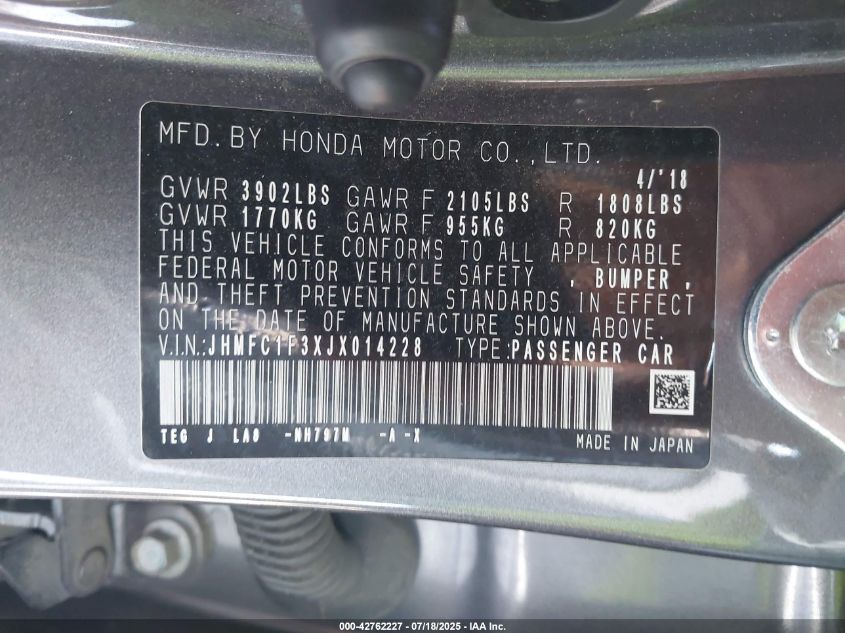 MFD. BY HONDA MOTOR CO., LTD.
4/'18
GVWR 3902LBS GAWR F 2105LBS R 1808LBS
GVWR 1770KG GAWR F 955KG R 820KG
THIS VEHICLE CONFORMS TO ALL APPLICABLE
FEDERAL MOTOR VEHICLE SAFETY , BUMPER ,
AND THEFT PREVENTION STANDARDS IN EFFECT
ON THE DATE OF MANUFACTURE SHOWN ABOVE.
V.I.N.:JHMFC1F3XJX014228 TYPE:PASSENGER CAR
TEG J LA0 -NH797M -A -X
MADE IN JAPAN
000-42762227 - 07/18/2025 - IAA Inc.